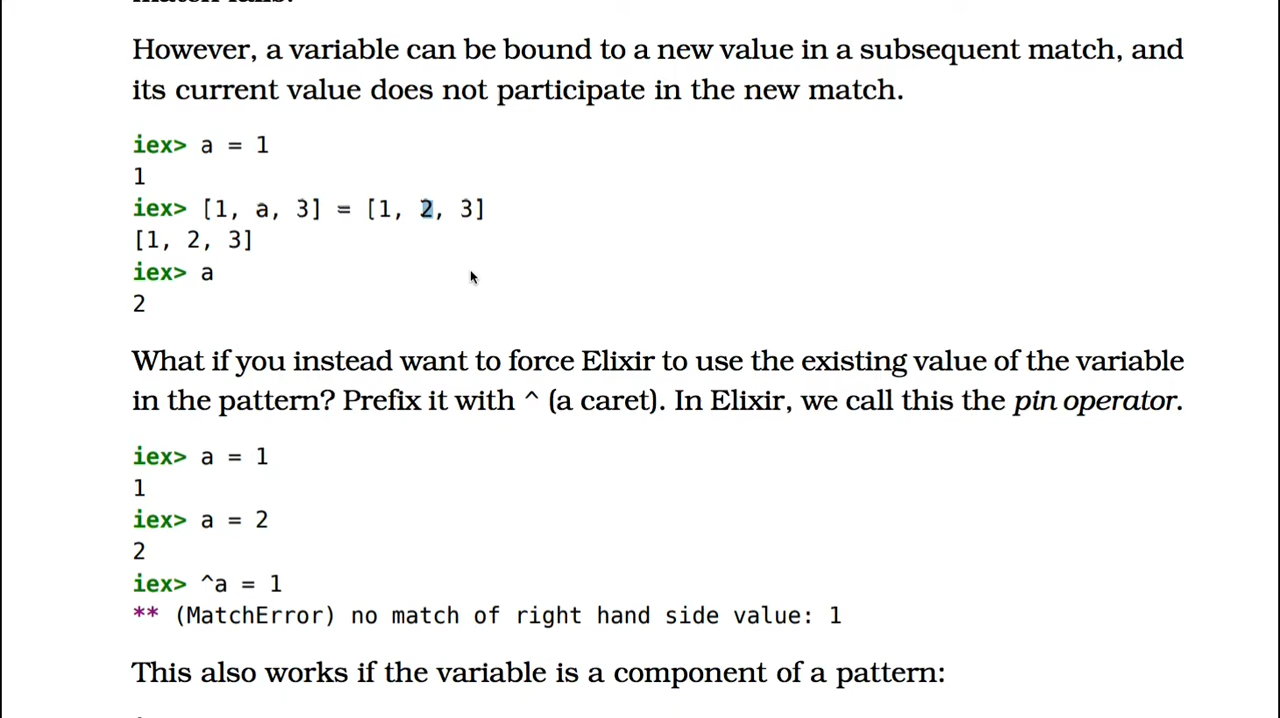 match fails.
However, a variable can be bound to a new value in a subsequent match, and
its current value does not participate in the new match.
iex> a = 1
1
iex> [1, a, 3] = [1, 2, 3]
[1, 2, 3]
iex> a
2
What if you instead want to force Elixir to use the existing value of the variable
in the pattern? Prefix it with ^ (a caret). In Elixir, we call this the pin operator.
iex> a = 1
1
iex> a = 2
2
iex> ^a = 1
** (MatchError) no match of right hand side value: 1
This also works if the variable is a component of a pattern: